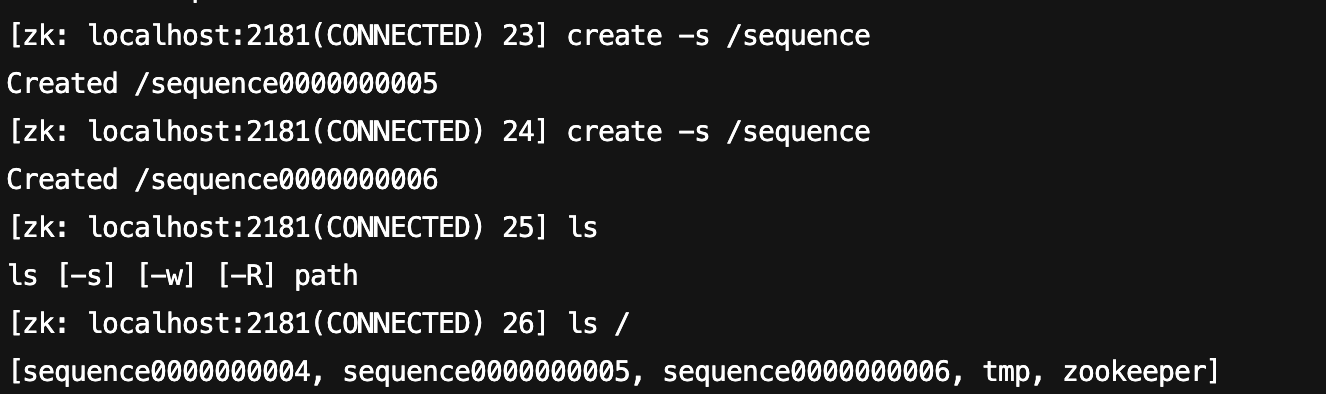 [zk: localhost:2181(CONNECTED) 23] create -s /sequence
Created /sequence0000000005
[zk: localhost:2181(CONNECTED) 24] create -s /sequence
Created /sequence0000000006
[zk: localhost:2181(CONNECTED) 25] ls
ls [-s] [-w] [-R] path
[zk: localhost:2181(CONNECTED) 26] ls /
[sequence0000000004, sequence0000000005, sequence0000000006, tmp, zookeeper]